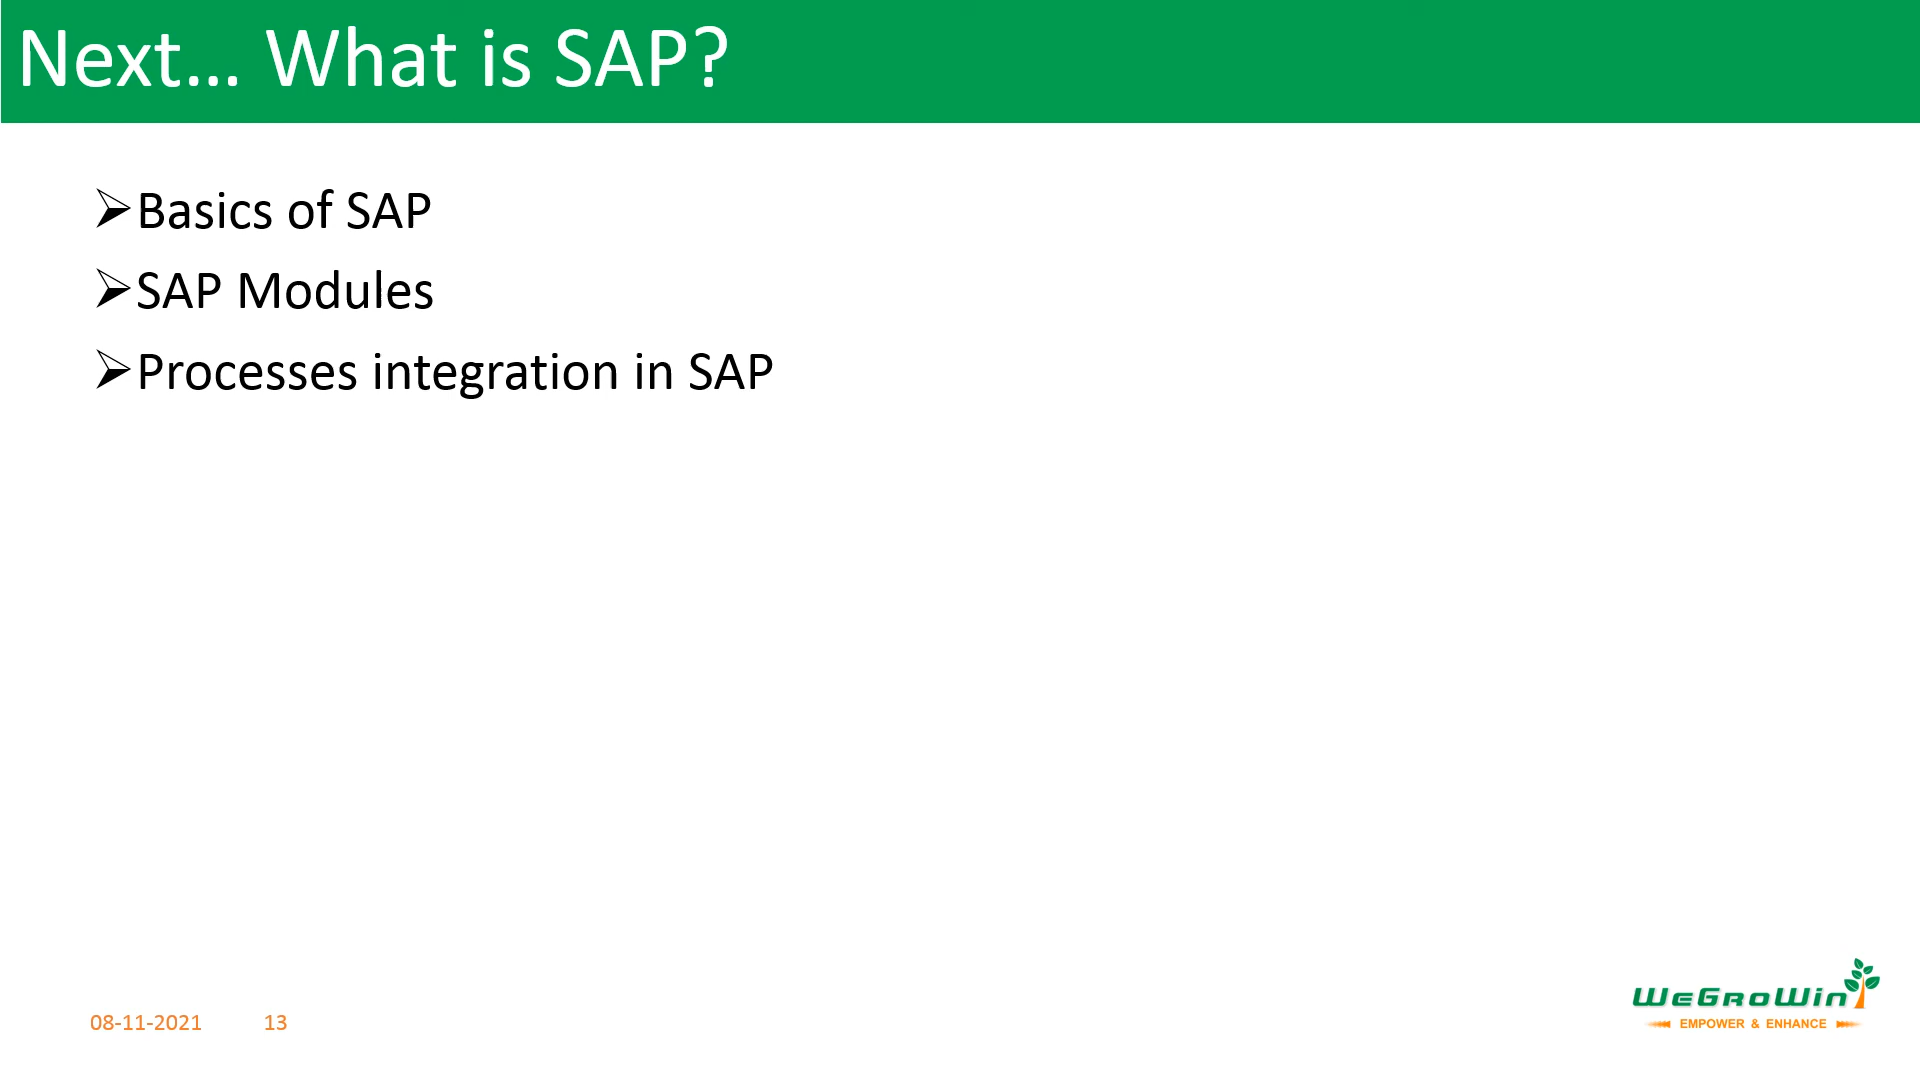 Next... What is SAP?
Basics of SAP
SAP Modules
Processes integration in SAP
08-11-2021 13
WeGroWin
EMPOWER & ENHANCE